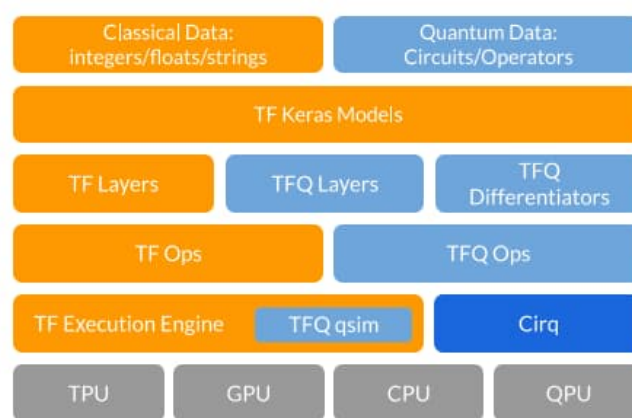 Classical Data:
integers/floats/strings
Quantum Data:
Circuits/Operators
TF Keras Models
TF Layers
TFQ Layers
TFQ
Differentiators
TF Ops
TFQ Ops
TF Execution Engine
TFQ qsim
Cirq
TPU
GPU
CPU
QPU